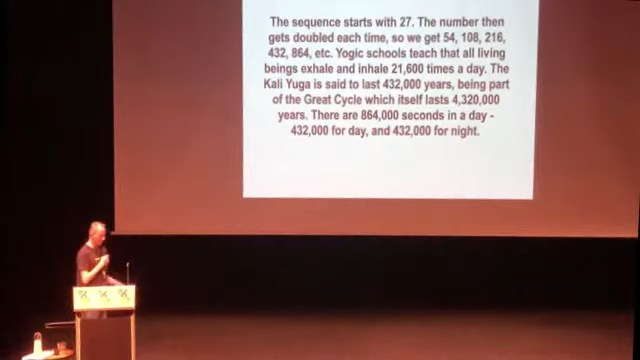 The sequence starts with 27. The number then
gets doubled each time, so we get 54, 108, 216,
432, 864, etc. Yogic schools teach that all living
beings exhale and inhale 21,600 times a day. The
Kali Yuga is said to last 432,000 years, being part
of the Great Cycle which itself lasts 4,320,000
years. There are 864,000 seconds in a day -
432,000 for day, and 432,000 for night.